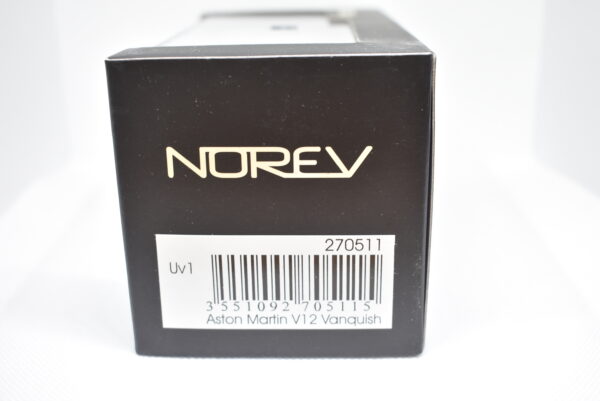 NOREV
270511
Uv1
3 551092 705115
Aston Martin V12 Vanquish